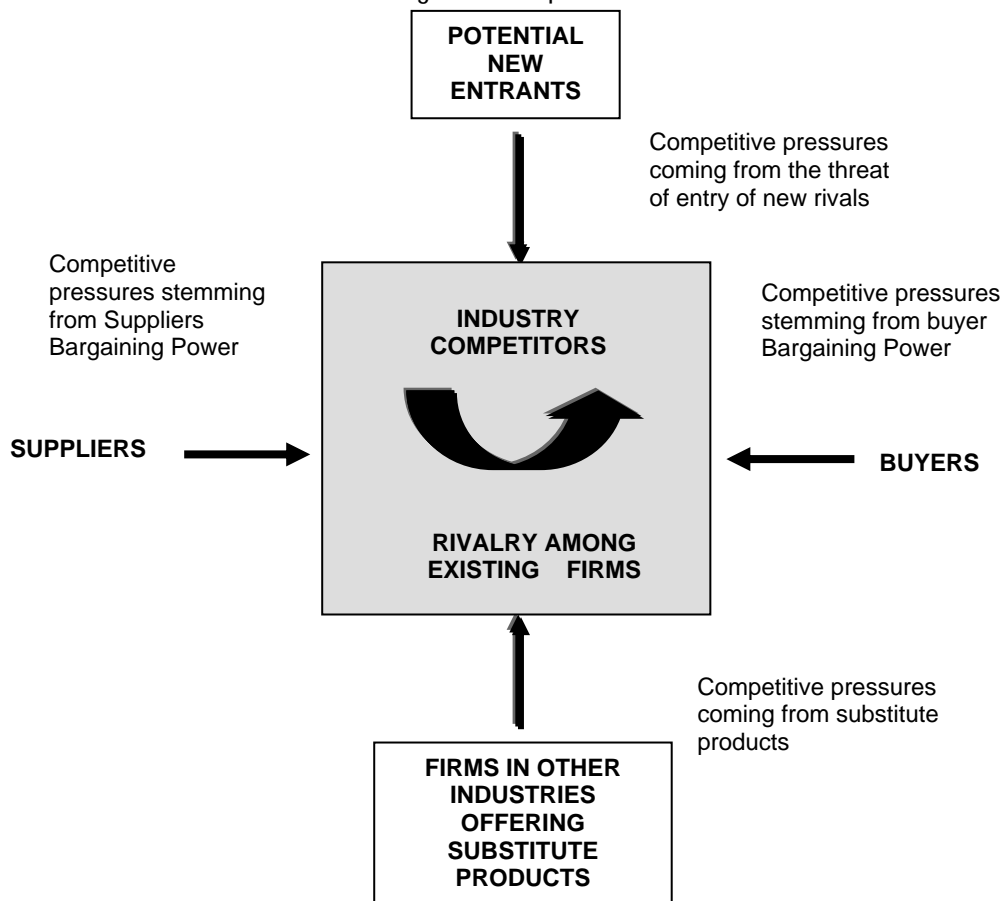 POTENTIAL
NEW
ENTRANTS
Competitive pressures
coming from the threat
of entry of new rivals
Competitive
pressures stemming
from Suppliers
Bargaining Power
INDUSTRY
COMPETITORS
Competitive pressures
stemming from buyer
Bargaining Power
SUPPLIERS
BUYERS
RIVALRY AMONG
EXISTING FIRMS
Competitive pressures
coming from substitute
products
FIRMS IN OTHER
INDUSTRIES
OFFERING
SUBSTITUTE
PRODUCTS